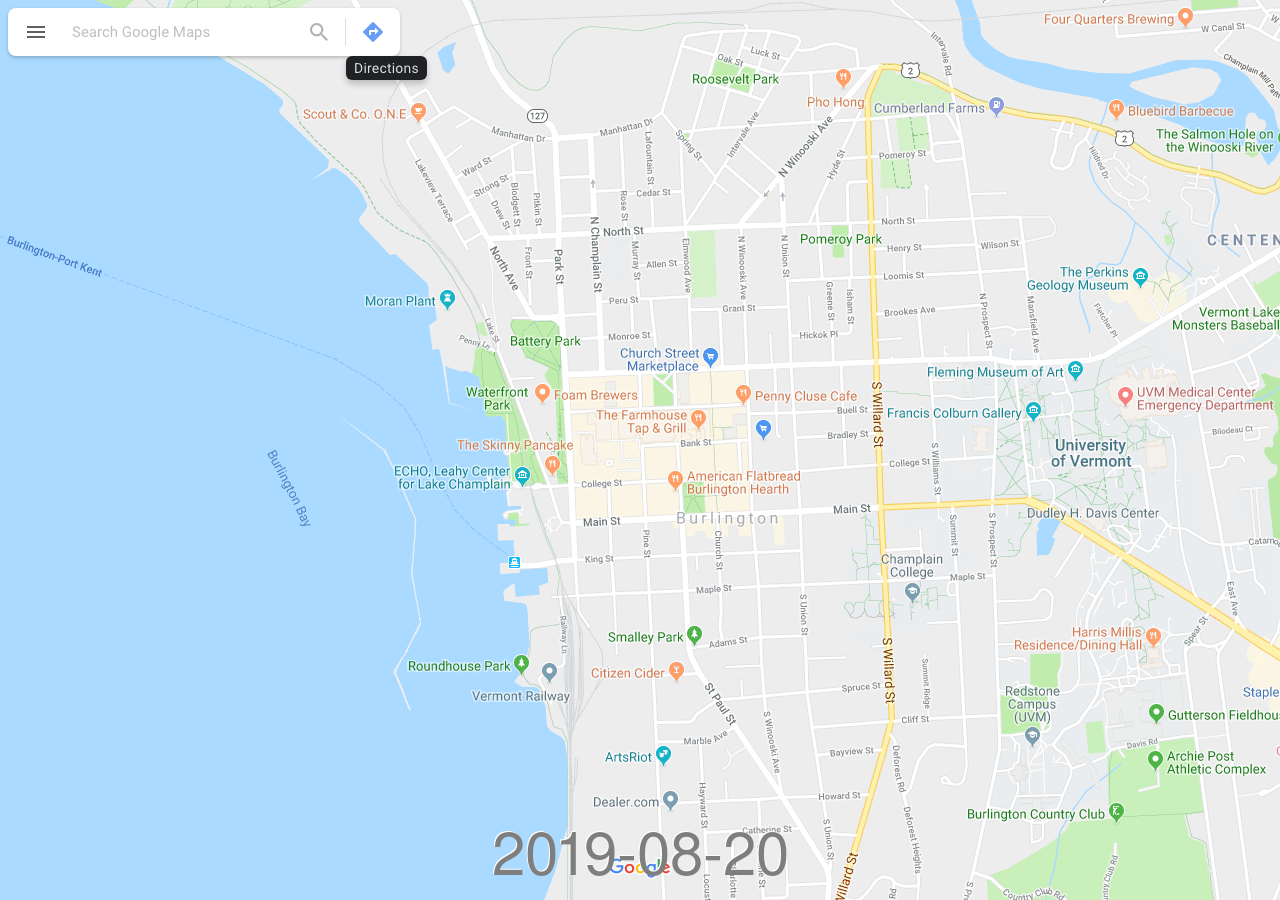 Search Google Maps
Directions
Four Quarters Brewing
W Canal St
Intervale Rd
Champlain Mill Park
Luck St
Oak St
Roosevelt Park
2
Pho Hong
Cumberland Farms
Bluebird Barbecue
Scout & Co. O.N.E
127
Manhattan Dr
Manhattan Dr
Lafountain St
Spring St
Intervale Ave
N Winooski Ave
The Salmon Hole on
the Winooski River
2
Hildred Dr
Hyde St
Pomeroy St
Ward St
Lakeview Terrace
Strong St
Blodgett St
Drew St
Pitkin St
Cedar St
Rose St
N Champlain St
North St
North St
Pomeroy Park
Henry St
Wilson St
CENTEN
Burlington-Port Kent
North Ave
Front St
Park St
Murray St
Allen St
Elmwood Ave
N Winooski Ave
N Union St
Loomis St
The Perkins
Geology Museum
Moran Plant
Peru St
Grant St
Greene St
Isham St
Brookes Ave
N Prospect St
Mansfield Ave
Fletcher Pl
Vermont Lake
Monsters Baseball
Lake St
Penny Ln
Battery Park
Monroe St
Hickok Pl
Church Street
Marketplace
Fleming Museum of Art
Waterfront
Park
Foam Brewers
Penny Cluse Cafe
S Willard St
UVM Medical Center
Emergency Department
The Farmhouse
Tap & Grill
Buell St
Francis Colburn Gallery
Bradley St
Bilodeau Ct
The Skinny Pancake
Bank St
University
of Vermont
ECHO, Leahy Center
for Lake Champlain
College St
American Flatbread
Burlington Hearth
College St
S Williams St
Burlington Bay
Main St
Burlington
Main St
Dudley H. Davis Center
Pine St
Church St
Summit St
S Prospect St
Catamo
King St
Champlain
College
Maple St
Maple St
East Ave
Railway Ln
S Union St
Spear St
Smalley Park
Adams St
S Willard St
Harris Millis
Residence/Dining Hall
Roundhouse Park
Citizen Cider
Vermont Railway
St Paul St
Spruce St
Summit Ridge
Redstone
Campus
(UVM)
Staple
S Winooski Ave
Cliff St
Gutterson Fieldhou
Marble Ave
Bayview St
Deforest Rd
Davis Rd
ArtsRiot
Archie Post
Athletic Complex
Dealer.com
Hayward St
Howard St
Deforest Heights
Burlington Country Club
Catherine St
S Union St
2019-08-20
Google
Willard St
Locust
Country Club Rd
Country Club Rd